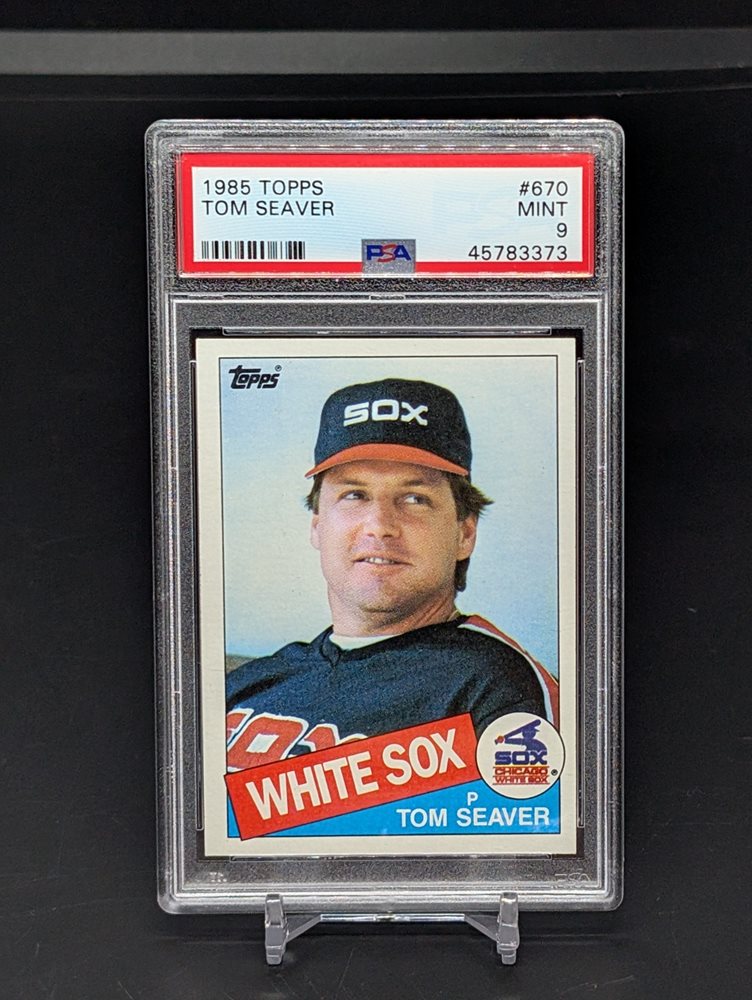 1985 TOPPS #670
TOM SEAVER MINT
9
PSA 45783373
Topps®
SOX
SOX
WHITE SOX
SOX
CHICAGO
WHITE SOX ®
P
TOM SEAVER